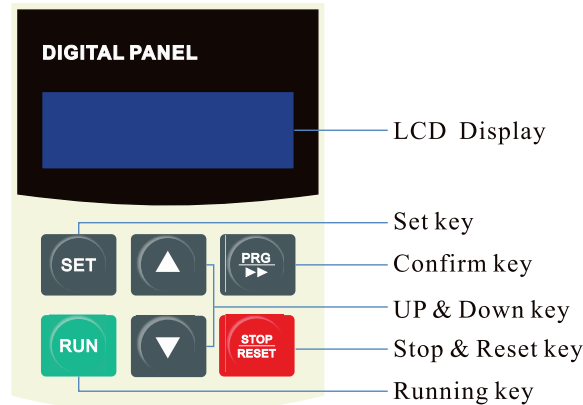 DIGITAL PANEL
LCD Display
Set key
SET
PRG
Confirm key
UP & Down key
RUN
STOP
RESET
Stop & Reset key
Running key